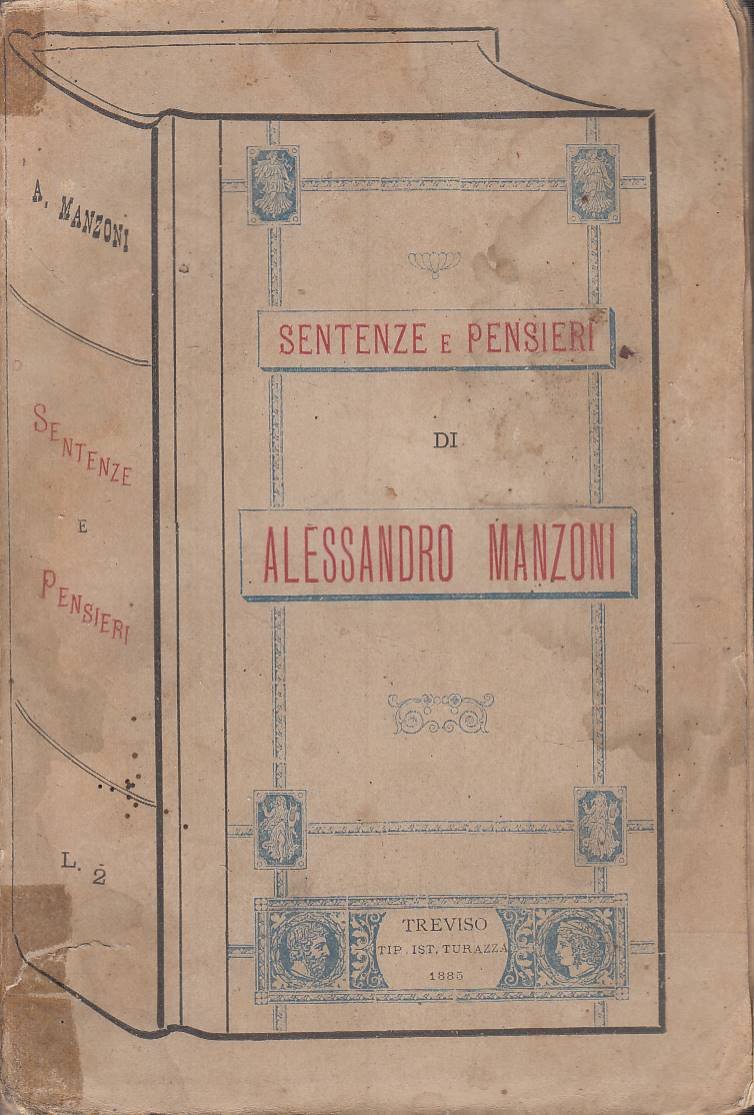 A. MANZONI
SENTENZE
E
PENSIERI
L. 2
SENTENZE E PENSIERI
DI
ALESSANDRO MANZONI
TREVISO
TIP. IST. TURAZZA
1885